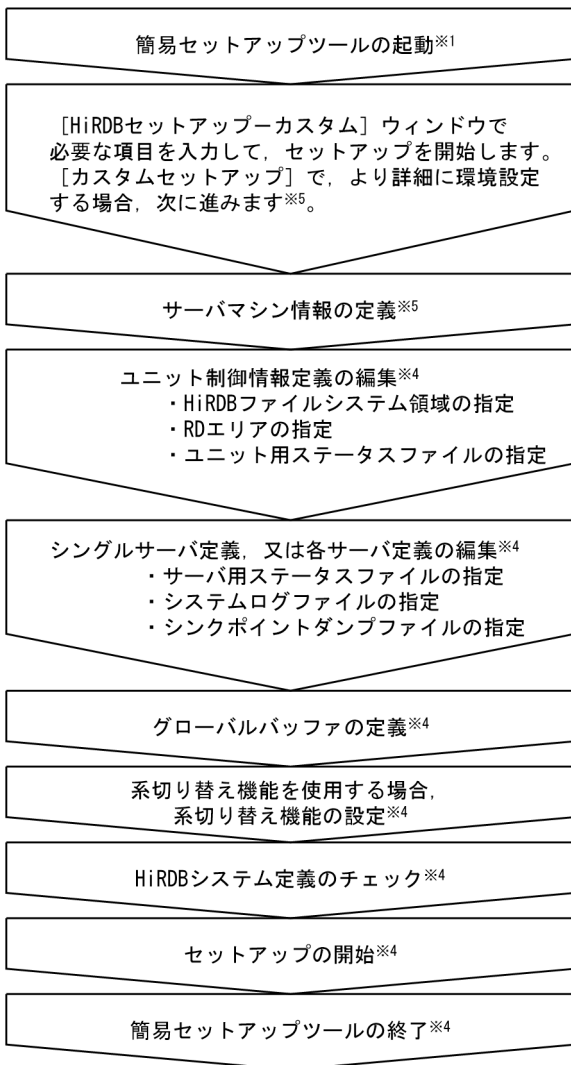 簡易セットアップツールの起動※1
［HiRDBセットアップーカスタム］ウィンドウで
必要な項目を入力して，セットアップを開始します。
［カスタムセットアップ］で，より詳細に環境設定
する場合，次に進みます※5。
サーバマシン情報の定義※5
ユニット制御情報定義の編集※4
・HiRDBファイルシステム領域の指定
・RDエリアの指定
・ユニット用ステータスファイルの指定
シングルサーバ定義，又は各サーバ定義の編集※4
・サーバ用ステータスファイルの指定
・システムログファイルの指定
・シンクポイントダンプファイルの指定
グローバルバッファの定義※4
系切り替え機能を使用する場合，
系切り替え機能の設定※4
HiRDBシステム定義のチェック※4
セットアップの開始※4
簡易セットアップツールの終了※4